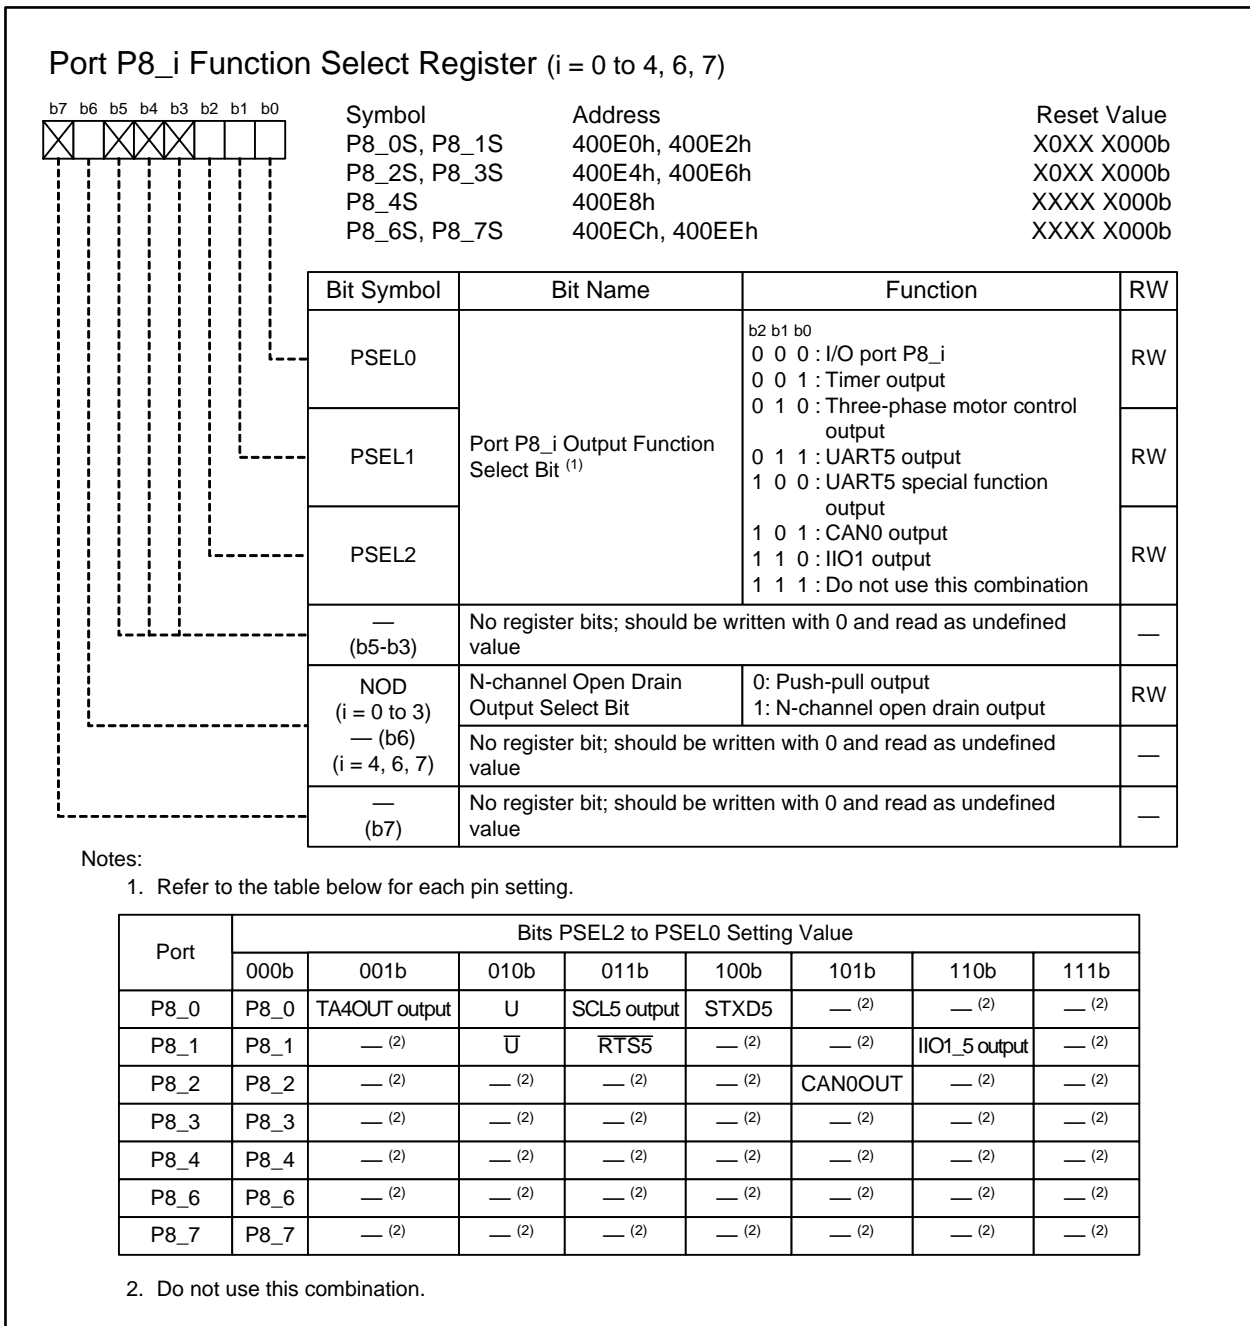 Port P8_i Function Select Register (i = 0 to 4, 6, 7)
b7 b6 b5 b4 b3 b2 b1 b0
Symbol Address Reset Value
P8_0S, P8_1S 400E0h, 400E2h X0XX X000b
P8_2S, P8_3S 400E4h, 400E6h X0XX X000b
P8_4S 400E8h XXXX X000b
P8_6S, P8_7S 400ECh, 400EEh XXXX X000b
Bit Symbol Bit Name Function RW
PSEL0
PSEL1
PSEL2
Port P8_i Output Function
Select Bit (1)
b2 b1 b0
0 0 0 : I/O port P8_i
0 0 1 : Timer output
0 1 0 : Three-phase motor control
output
0 1 1 : UART5 output
1 0 0 : UART5 special function
output
1 0 1 : CAN0 output
1 1 0 : IIO1 output
1 1 1 : Do not use this combination
RW
RW
RW
—
(b5-b3)
No register bits; should be written with 0 and read as undefined
value
—
NOD
(i = 0 to 3)
— (b6)
(i = 4, 6, 7)
N-channel Open Drain
Output Select Bit
0: Push-pull output
1: N-channel open drain output
RW
No register bit; should be written with 0 and read as undefined
value
—
—
(b7)
No register bit; should be written with 0 and read as undefined
value
—
Notes:
1. Refer to the table below for each pin setting.
Port Bits PSEL2 to PSEL0 Setting Value
000b 001b 010b 011b 100b 101b 110b 111b
P8_0 P8_0 TA4OUT output U SCL5 output STXD5 — (2) — (2) — (2)
P8_1 P8_1 — (2) U̅ R̅T̅S̅5̅ — (2) — (2) IIO1_5 output — (2)
P8_2 P8_2 — (2) — (2) — (2) — (2) CAN0OUT — (2) — (2)
P8_3 P8_3 — (2) — (2) — (2) — (2) — (2) — (2) — (2)
P8_4 P8_4 — (2) — (2) — (2) — (2) — (2) — (2) — (2)
P8_6 P8_6 — (2) — (2) — (2) — (2) — (2) — (2) — (2)
P8_7 P8_7 — (2) — (2) — (2) — (2) — (2) — (2) — (2)
2. Do not use this combination.